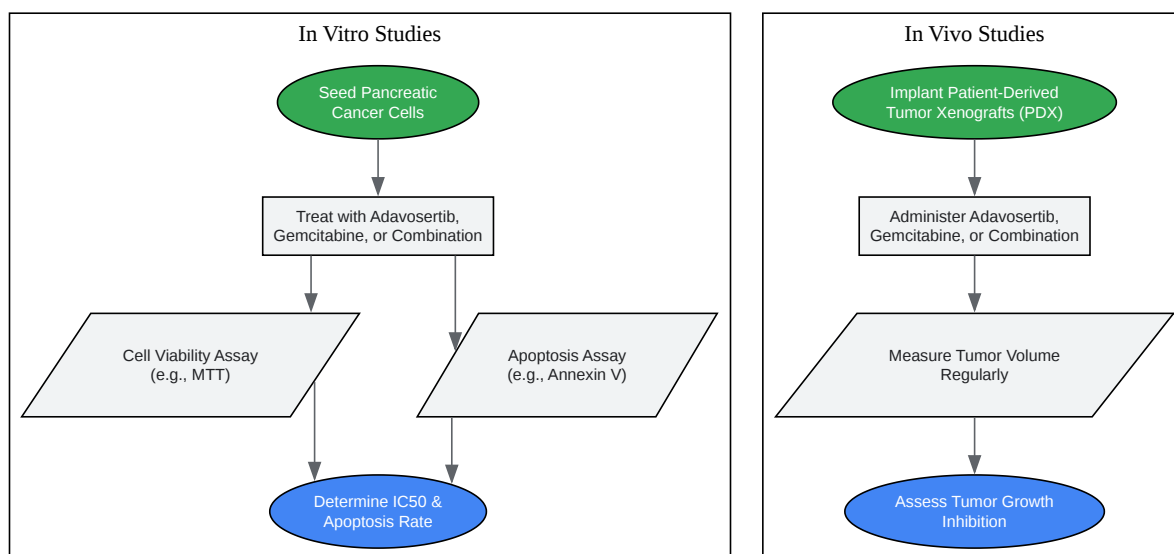 In Vitro Studies
Seed Pancreatic
Cancer Cells
Treat with Adavosertib,
Gemcitabine, or Combination
Cell Viability Assay
(e.g., MTT)
Apoptosis Assay
(e.g., Annexin V)
Determine IC50 &
Apoptosis Rate
In Vivo Studies
Implant Patient-Derived
Tumor Xenografts (PDX)
Administer Adavosertib,
Gemcitabine, or Combination
Measure Tumor Volume
Regularly
Assess Tumor Growth
Inhibition